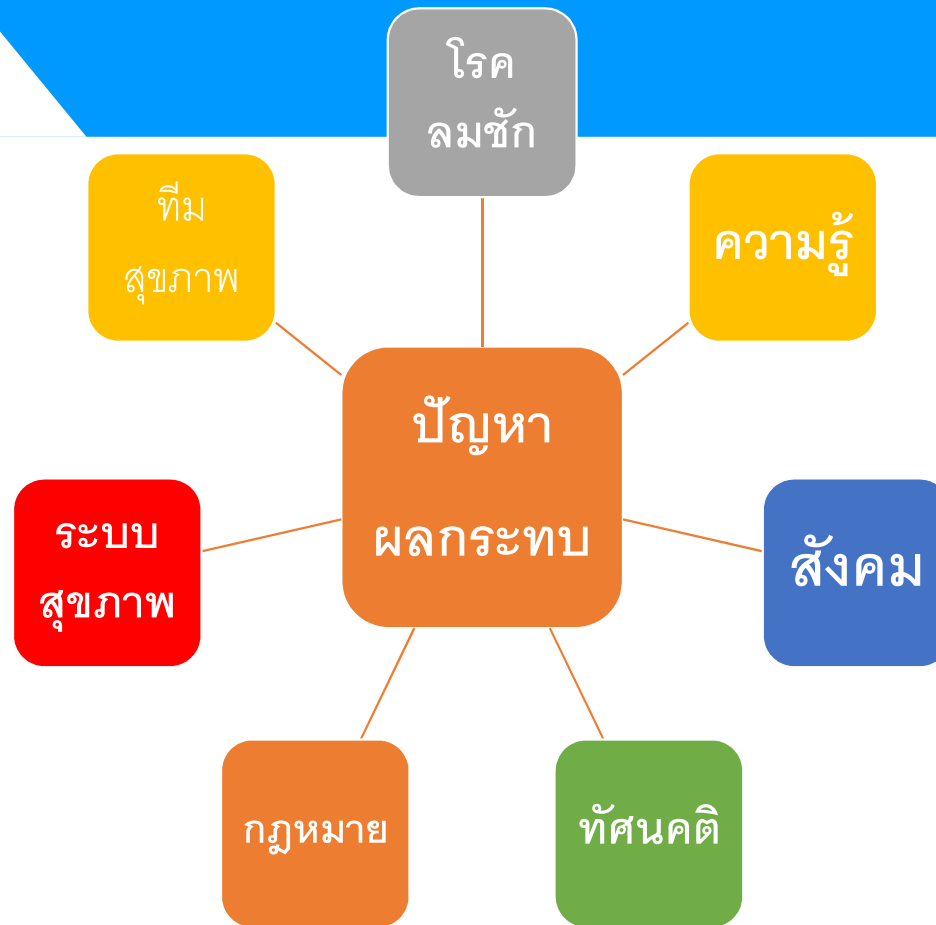 โรค
ลมชัก
ทีม
สุขภาพ
ความรู้
ปัญหา
ผลกระทบ
ระบบ
สุขภาพ
สังคม
กฎหมาย
ทัศนคติ